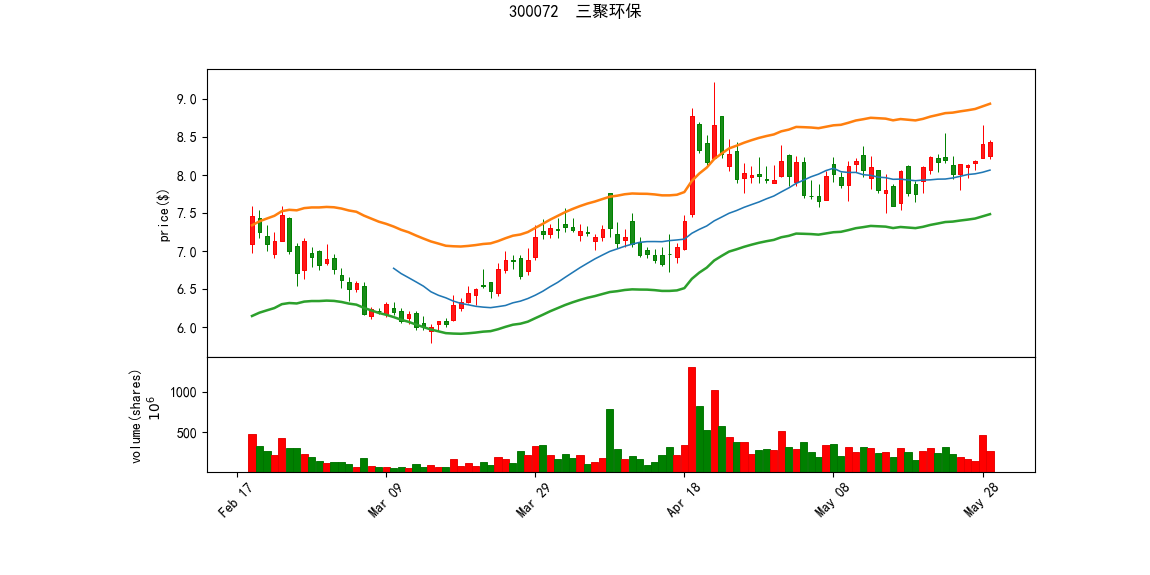 300072 三聚环保
9.0
8.5
8.0
7.5
7.0
6.5
6.0
price($)
1000
500
volume(shares)
10^6
Feb 17
Mar 09
Mar 29
Apr 18
May 08
May 28